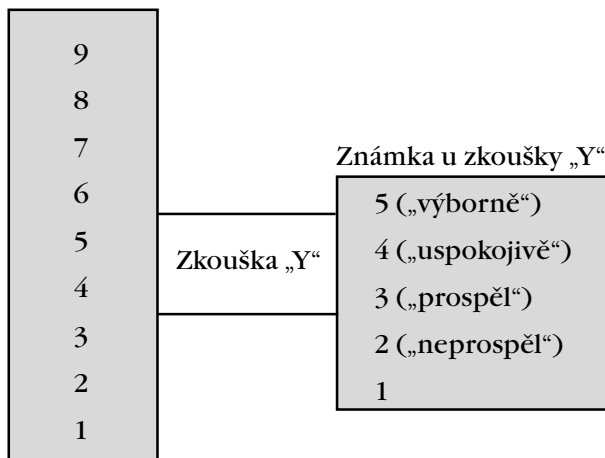 9
8
7
6
5
4
3
2
1
Zkouška „Y“
Známka u zkoušky „Y“
5 („výborně“)
4 („uspokojivě“)
3 („prospěl“)
2 („neprospěl“)
1